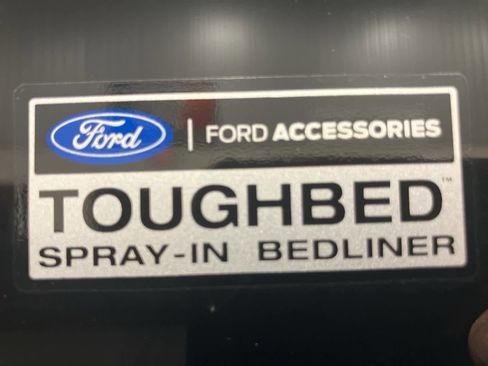 Ford | FORD ACCESSORIES
TOUGHBED™
SPRAY-IN BEDLINER